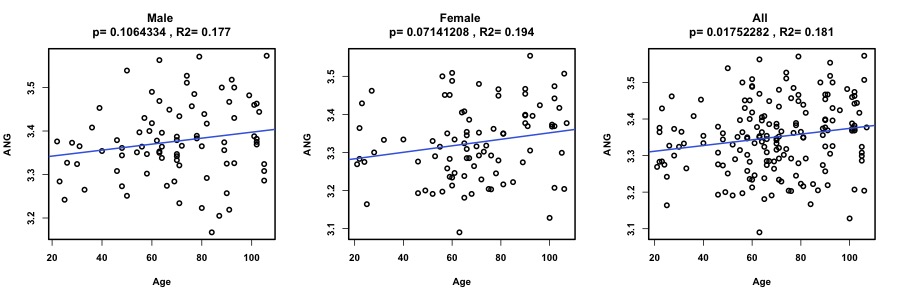 Male
p= 0.1064334 , R2= 0.177
ANG
3.5
3.4
3.3
3.2
20 40 60 80 100
Age
Female
p= 0.07141208 , R2= 0.194
ANG
3.5
3.4
3.3
3.2
3.1
20 40 60 80 100
Age
All
p= 0.01752282 , R2= 0.181
ANG
3.5
3.4
3.3
3.2
3.1
20 40 60 80 100
Age